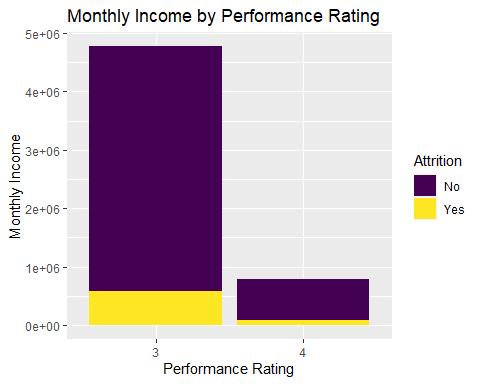 Monthly Income by Performance Rating
5e+06
4e+06
3e+06
2e+06
1e+06
0e+00
Monthly Income
3
4
Performance Rating
Attrition
No
Yes